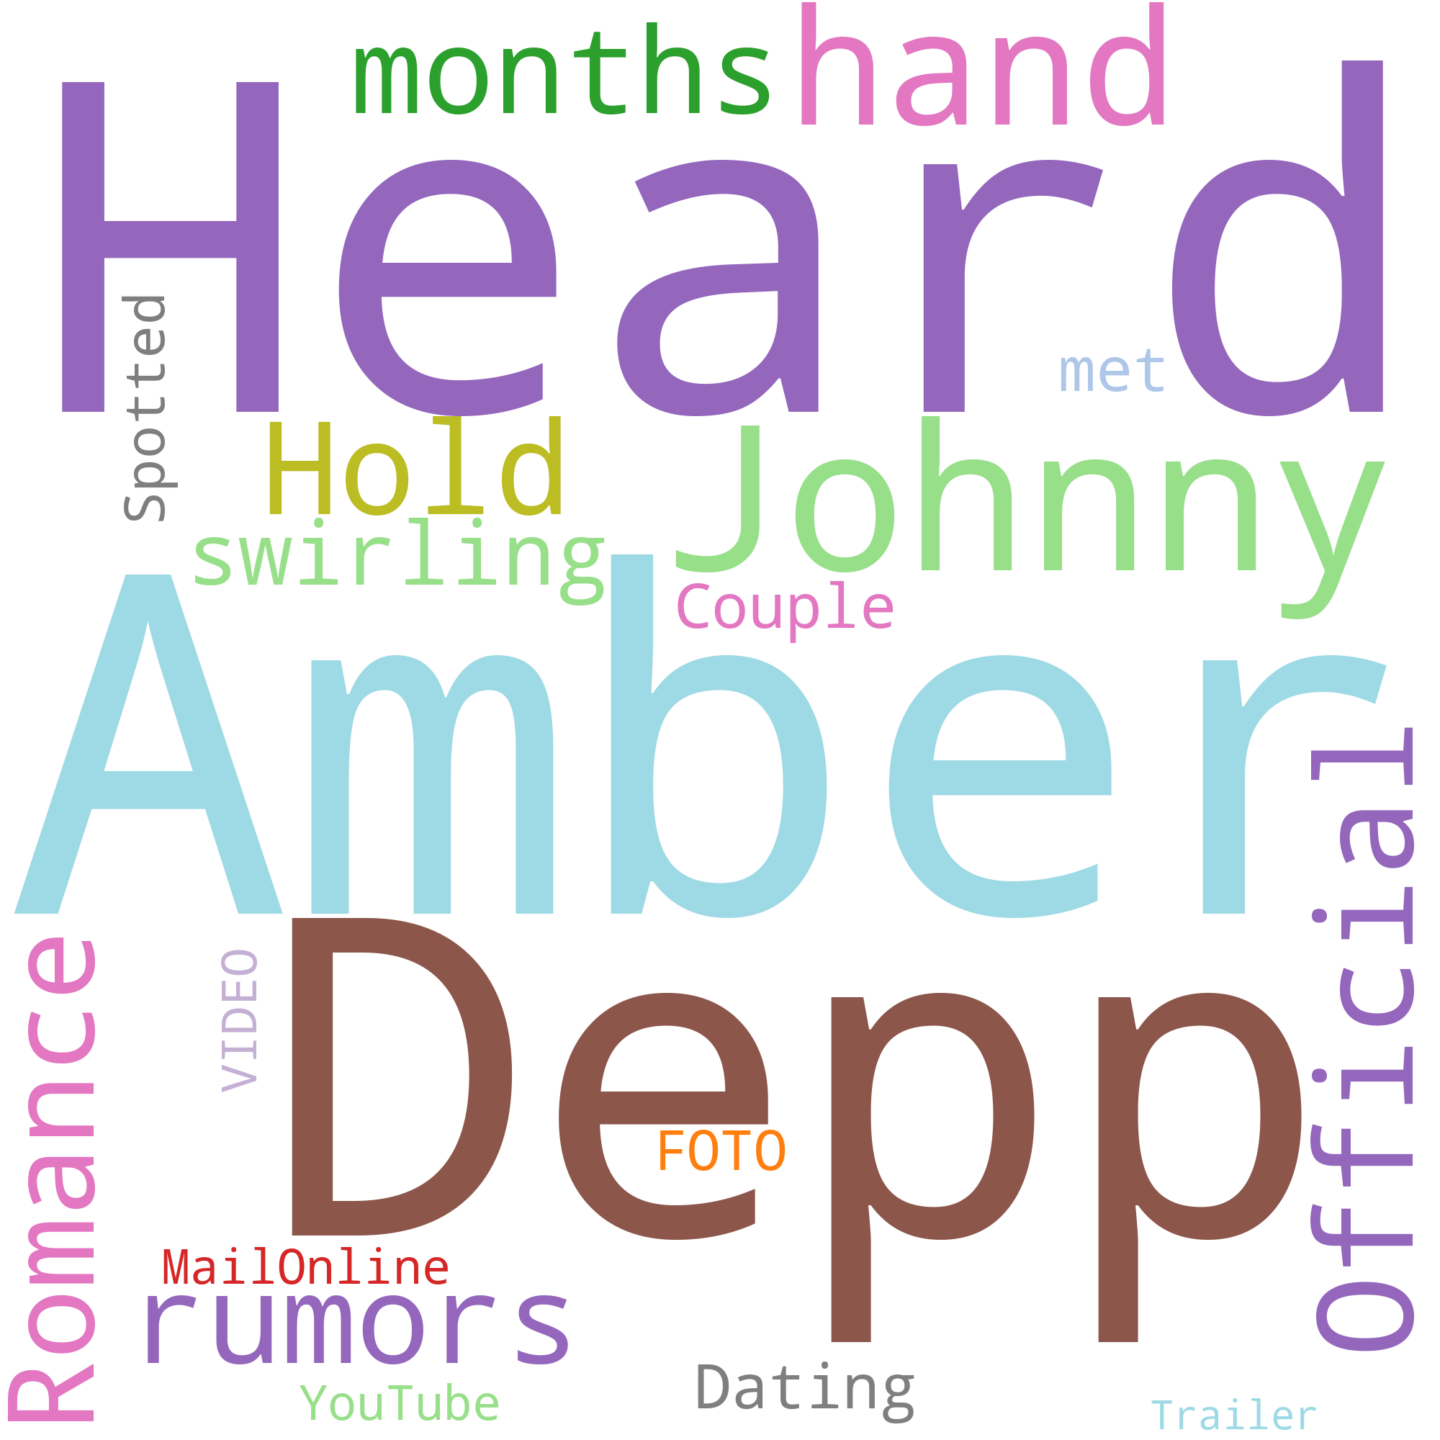 months
hand
Heard
Spotted
met
Hold
Johnny
swirling
Couple
Amber
Official
Romance
VIDEO
Depp
FOTO
MailOnline
rumors
Dating
YouTube
Trailer